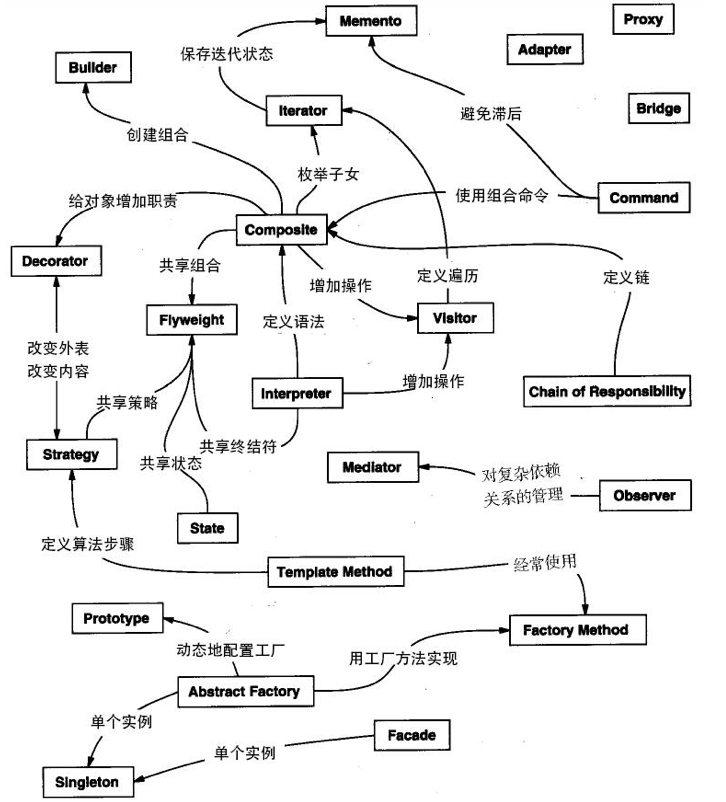 Memento
Proxy
Adapter
保存迭代状态
Builder
Iterator
Bridge
避免滞后
创建组合
枚举子女
给对象增加职责
使用组合命令
Command
Composite
Decorator
共享组合
增加操作
定义遍历
定义链
Flyweight
定义语法
Visitor
改变外表
改变内容
增加操作
Interpreter
Chain of Responsibility
共享策略
共享终结符
Strategy
共享状态
Mediator
对复杂依赖
关系的管理
Observer
State
定义算法步骤
Template Method
经常使用
Prototype
Factory Method
动态地配置工厂
用工厂方法实现
Abstract Factory
单个实例
Facade
单个实例
Singleton